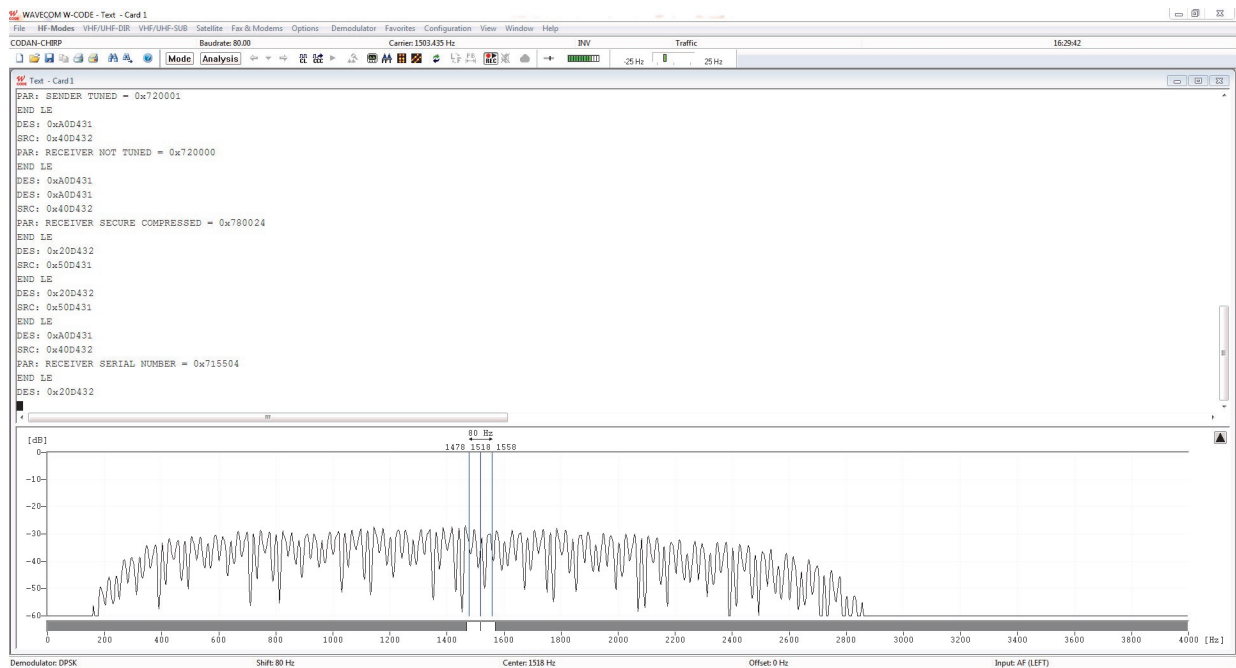 WAVECOM W-CODE - Text - Card 1
File HF-Modes VHF/UHF-DIR VHF/UHF-SUB Satellite Fax & Modems Options Demodulator Favorites Configuration View Window Help
CODAN-CHIRP Baudrate: 80.00 Carrier: 1503.435 Hz INV Traffic 16:29:42
Mode Analysis REC -25 Hz 25 Hz
Text - Card 1
PAR: SENDER TUNED = 0x720001
END LE
DES: 0xA0D431
SRC: 0x40D432
PAR: RECEIVER NOT TUNED = 0x720000
END LE
DES: 0xA0D431
DES: 0xA0D431
SRC: 0x40D432
PAR: RECEIVER SECURE COMPRESSED = 0x780024
END LE
DES: 0x20D432
SRC: 0x50D431
END LE
DES: 0x20D432
SRC: 0x50D431
END LE
DES: 0xA0D431
SRC: 0x40D432
PAR: RECEIVER SERIAL NUMBER = 0x715504
END LE
DES: 0x20D432
80 Hz
[dB] 1478 1518 1558
0
-10
-20
-30
-40
-50
-60
0 200 400 600 800 1000 1200 1400 1600 1800 2000 2200 2400 2600 2800 3000 3200 3400 3600 3800 4000 [Hz]
Demodulator: DPSK Shift: 80 Hz Center: 1518 Hz Offset: 0 Hz Input: AF (LEFT)